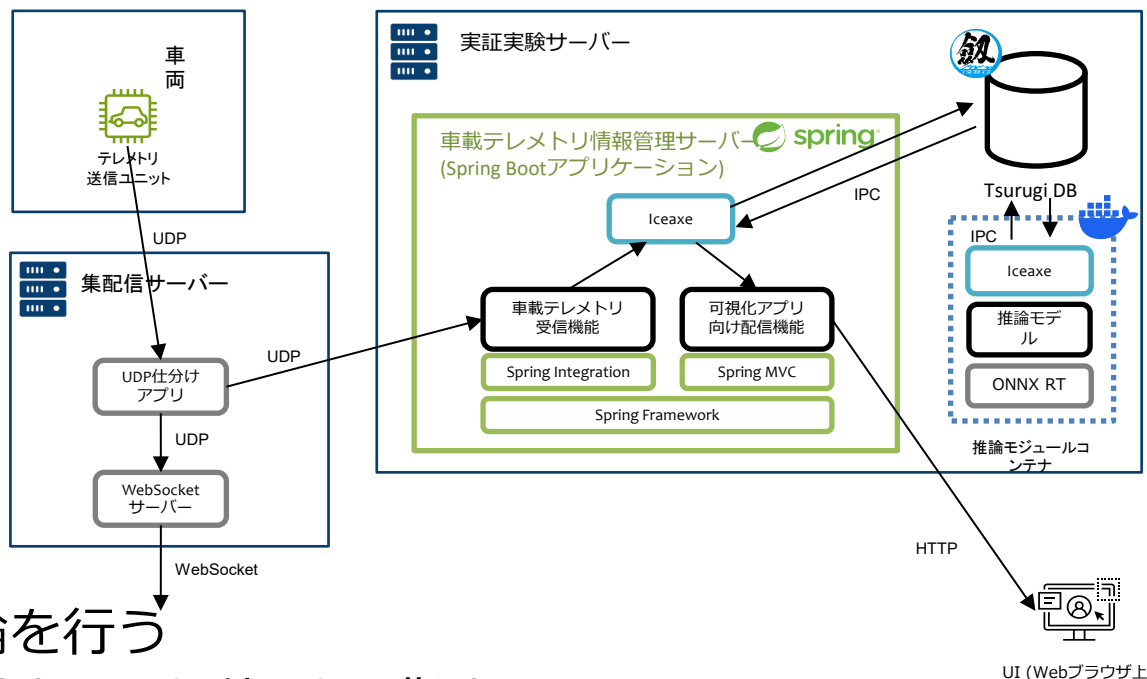 車
両
テレメトリ
送信ユニット
UDP
集配信サーバー
UDP仕分け
アプリ
UDP
UDP
WebSocket
サーバー
WebSocket
実証実験サーバー
車載テレメトリ情報管理サーバー
(Spring Bootアプリケーション)
spring
Iceaxe
IPC
車載テレメトリ
受信機能
可視化アプリ
向け配信機能
Spring Integration
Spring MVC
Spring Framework
劔
Tsurugi DB
IPC
Iceaxe
推論モデ
ル
ONNX RT
推論モジュールコ
ンテナ
HTTP
UI (Webブラウザ上
論を行う